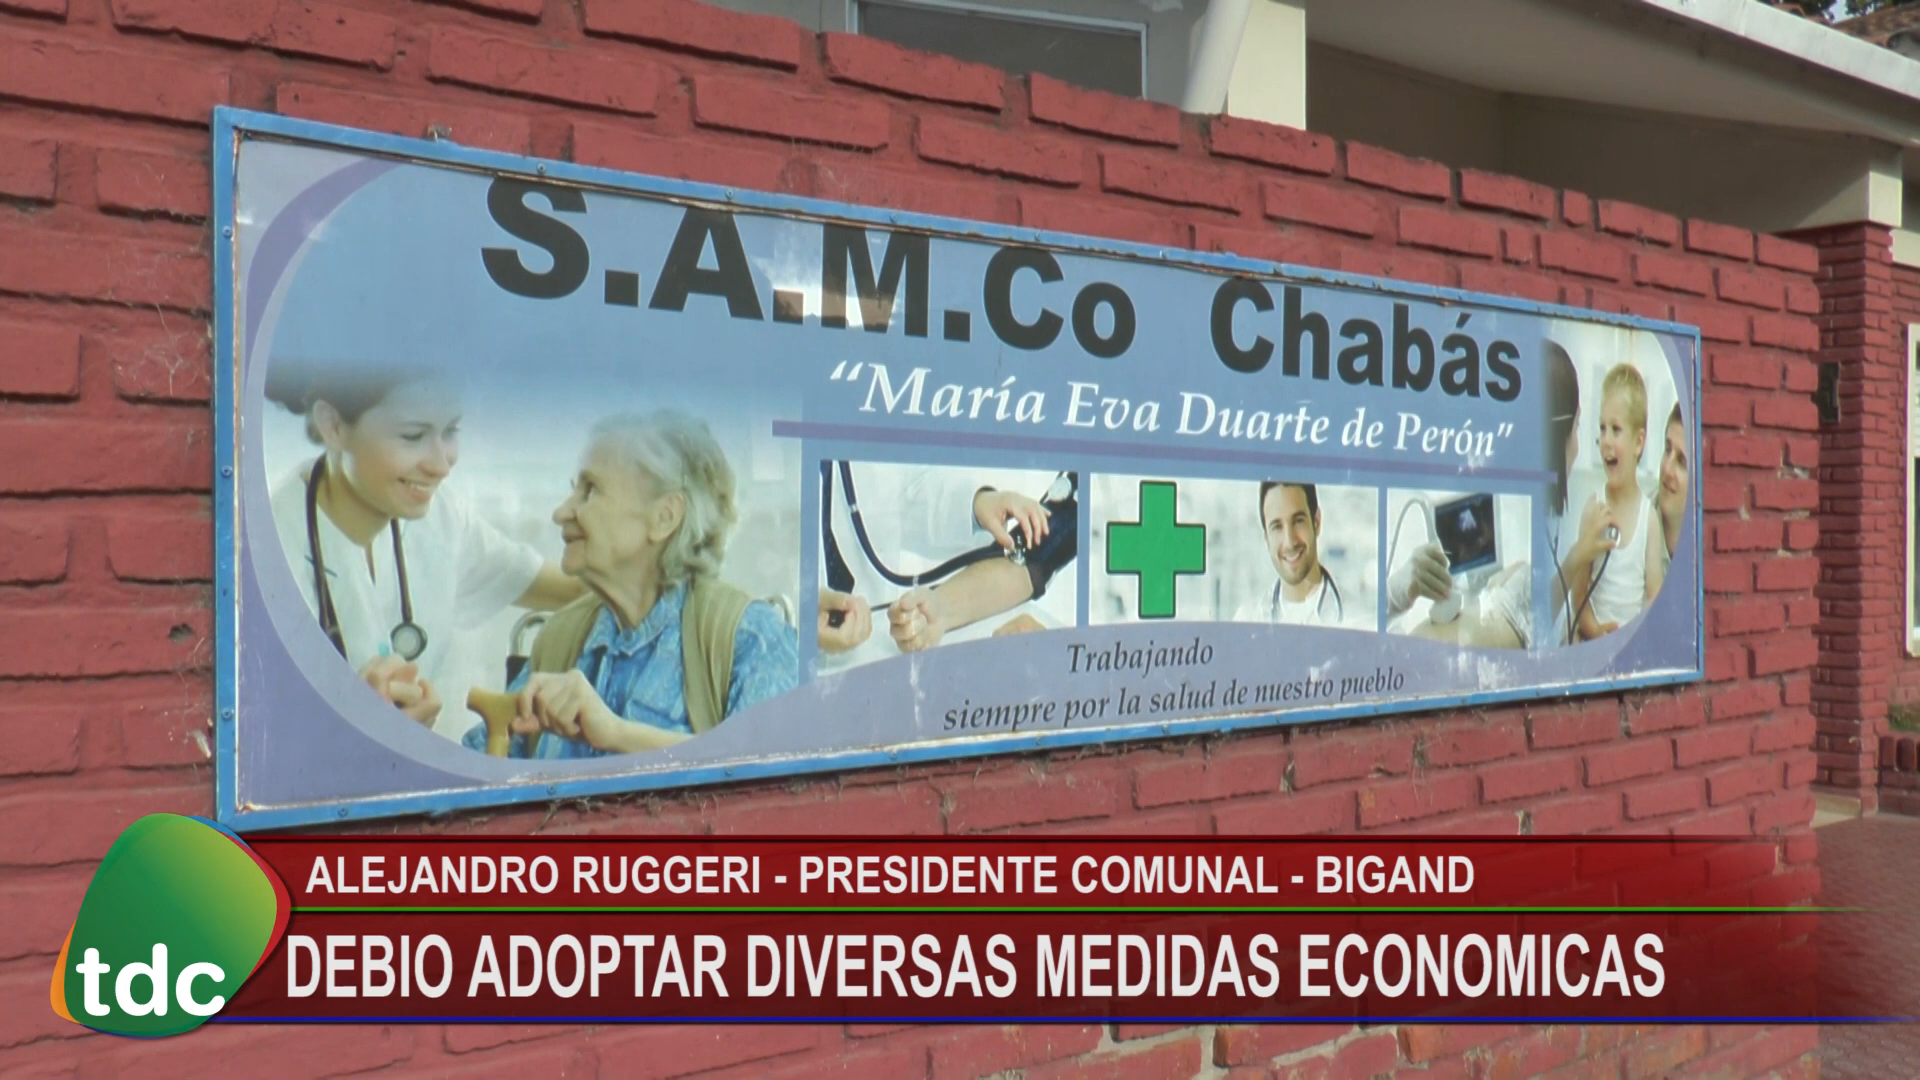 S.A.M.Co Chabás
“María Eva Duarte de Perón”
Trabajando
siempre por la salud de nuestro pueblo
ALEJANDRO RUGGERI - PRESIDENTE COMUNAL - BIGAND
DEBIO ADOPTAR DIVERSAS MEDIDAS ECONOMICAS
tdc